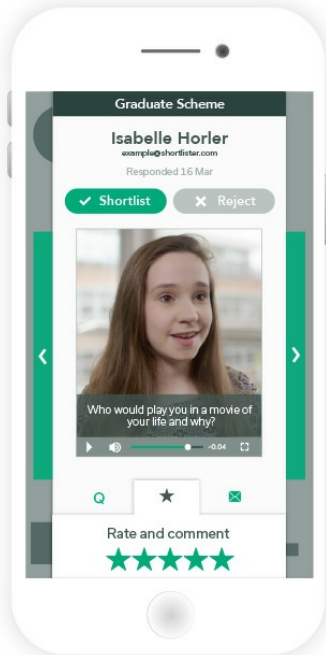 Graduate Scheme
Isabelle Horler
example@shortlister.com
Responded 16 Mar
Shortlist
Reject
Who would play you in a movie of
your life and why?
-0.04
Q
Rate and comment